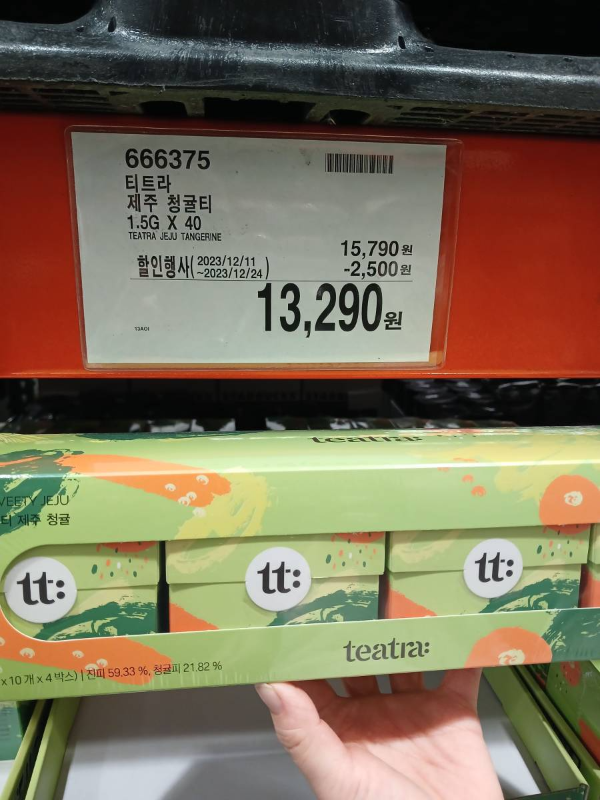 666375
티트라
제주 청귤티
1.5G X 40
TEATRA JEJU TANGERINE
15,790원
할인행사( 2023/12/11 ~2023/12/24 ) -2,500원
13,290원
13AOI
teatra:
JEJU
티 제주 청귤
tt: tt: tt:
teatra:
x 10 개 x 4 박스) | 진피 59.33 %, 청귤피 21.82 %